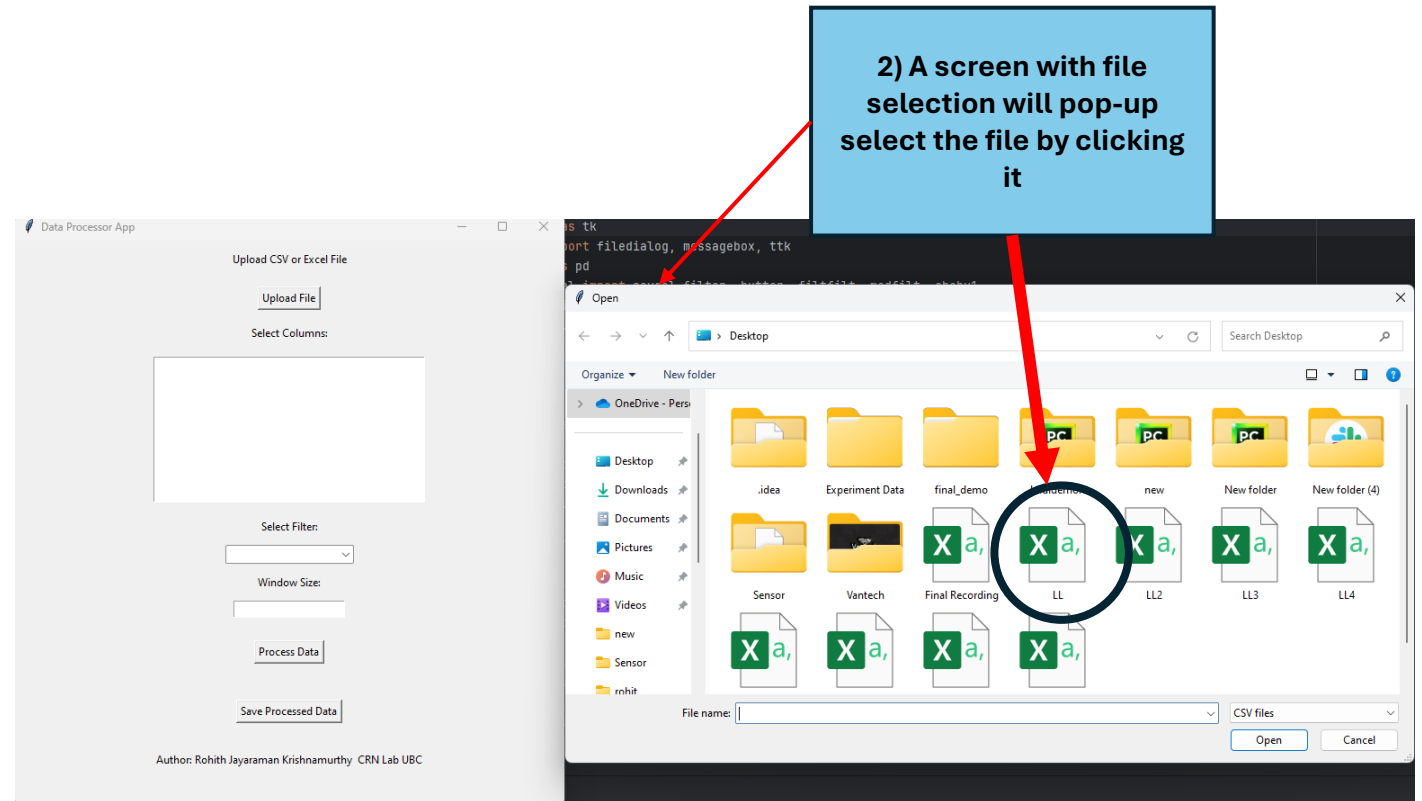 2) A screen with file
selection will pop-up
select the file by clicking
it
Data Processor App
Upload CSV or Excel File
Upload File
Select Columns:
Select Filter:
Window Size:
Process Data
Save Processed Data
Author: Rohith Jayaraman Krishnamurthy CRN Lab UBC
as tk
port filedialog, messagebox, ttk
s pd
Open
Desktop
Search Desktop
Organize
New folder
OneDrive - Pers
Desktop
Downloads
Documents
Pictures
Music
Videos
new
Sensor
rohit
PC
PC
PC
.idea
Experiment Data
final_demo
new
New folder
New folder (4)
X a,
X a,
X a,
X a,
X a,
Sensor
Vantech
Final Recording
LL
LL2
LL3
LL4
X a,
X a,
X a,
X a,
File name:
CSV files
Open
Cancel